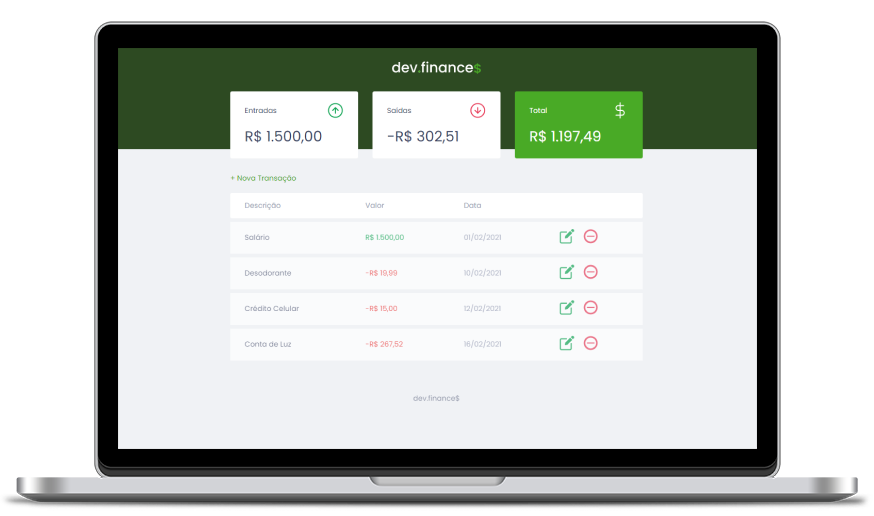 dev.finance$
Entradas
R$ 1.500,00
Saídas
-R$ 302,51
Total
$
R$ 1.197,49
+ Nova Transação
Descrição Valor Data
Salário R$ 1.500,00 01/02/2021
Desodorante -R$ 19,99 10/02/2021
Crédito Celular -R$ 15,00 12/02/2021
Conta de Luz -R$ 267,52 16/02/2021
dev.finance$